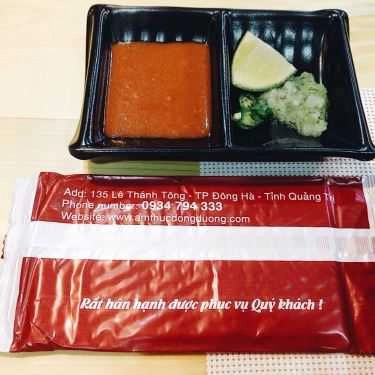 Add: 135 Lê Thánh Tông - TP Đông Hà - Tỉnh Quảng Trị
Phone number: 0934 794 333
Website: www.amthucdongduong.com
Rất hân hạnh được phục vụ Quý khách !